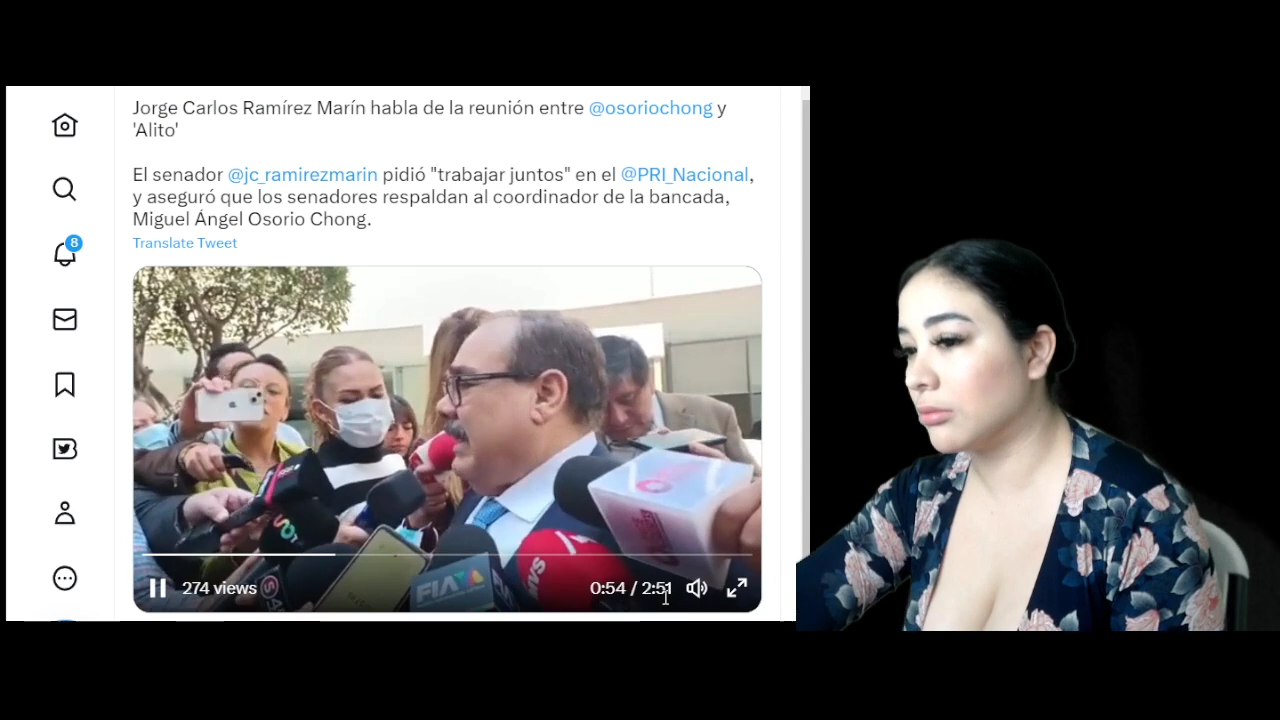 Jorge Carlos Ramírez Marín habla de la reunión entre @osoriochong y
'Alito'
El senador @jc_ramirezmarin pidió "trabajar juntos" en el @PRI_Nacional,
y aseguró que los senadores respaldan al coordinador de la bancada,
Miguel Ángel Osorio Chong.
Translate Tweet
8
FIA
274 views
0:54 / 2:51